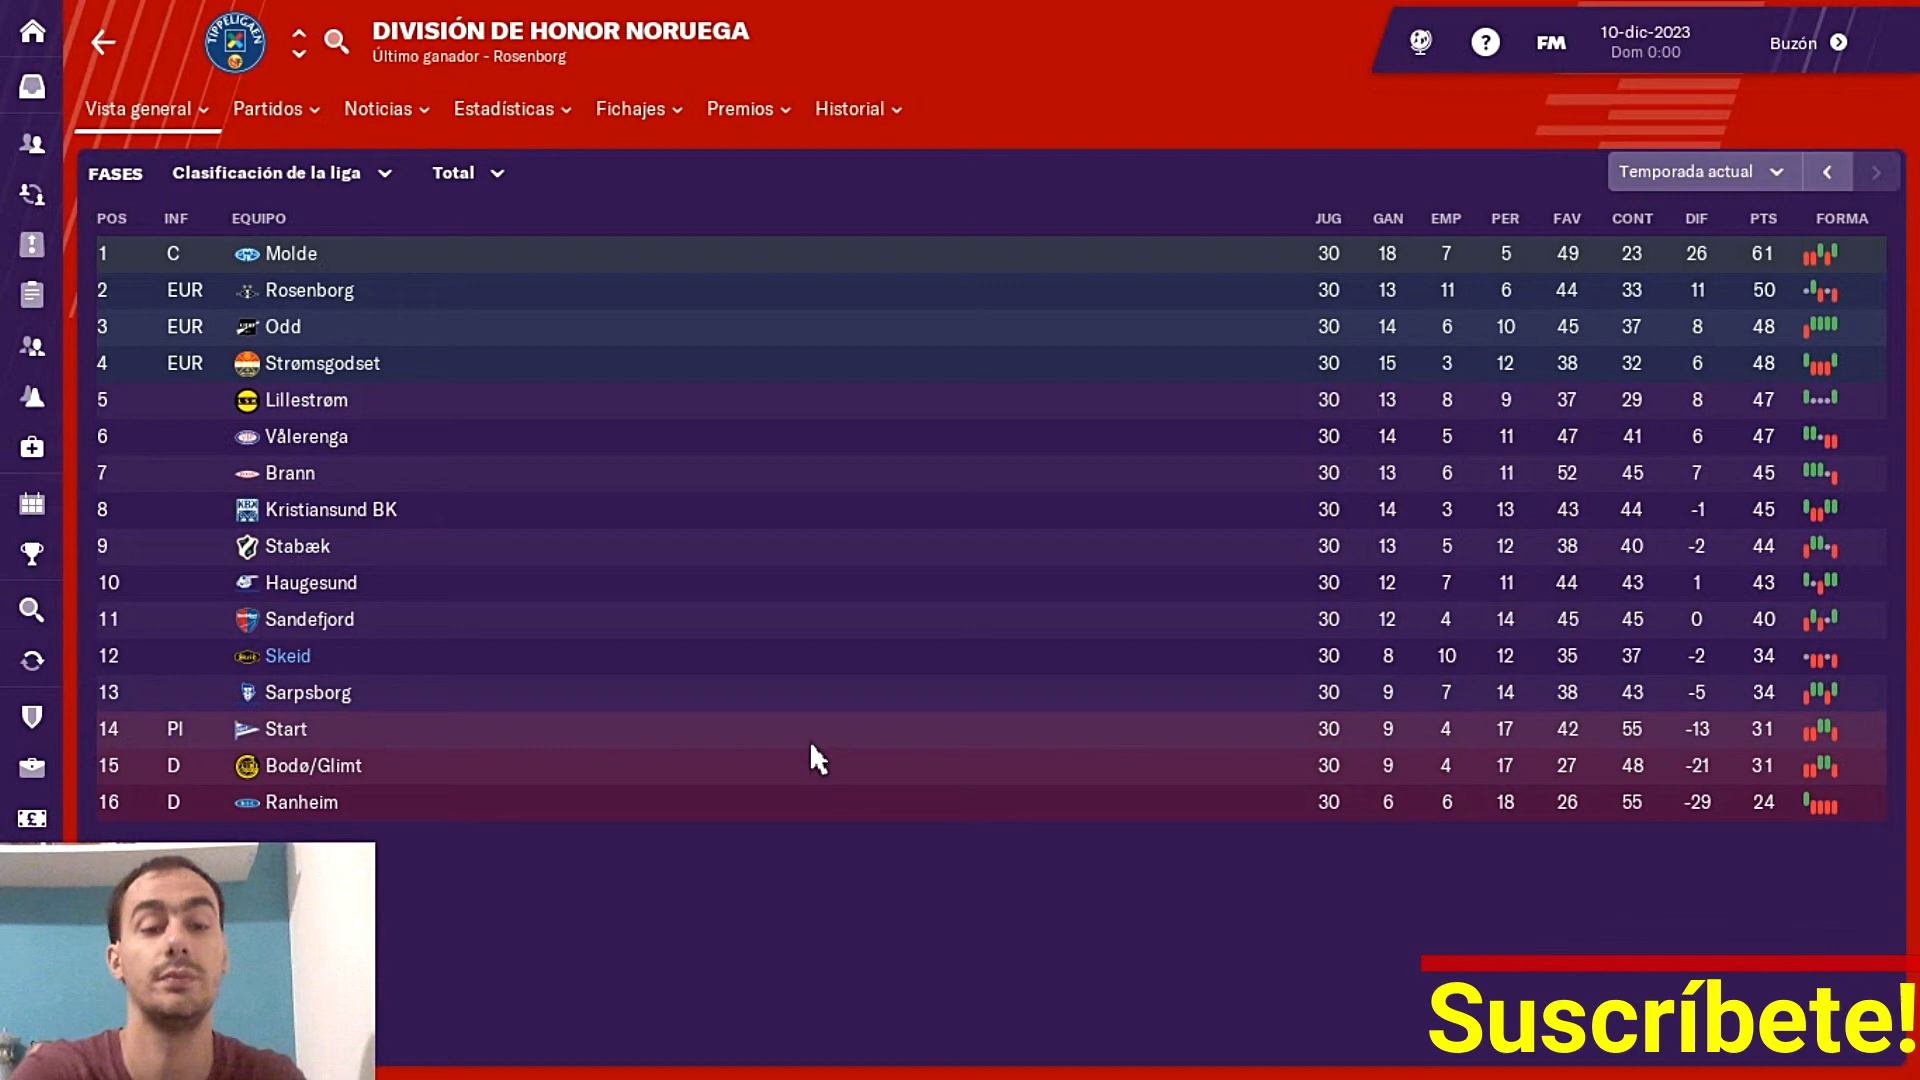 DIVISIÓN DE HONOR NORUEGA
Último ganador - Rosenborg
TIPPELIGAEN
?
FM
10-dic-2023
Dom 0:00
Buzón
Vista general Partidos Noticias Estadísticas Fichajes Premios Historial
FASES Clasificación de la liga Total Temporada actual
POS INF EQUIPO JUG GAN EMP PER FAV CONT DIF PTS FORMA
1 C Molde 30 18 7 5 49 23 26 61
2 EUR Rosenborg 30 13 11 6 44 33 11 50
3 EUR Odd 30 14 6 10 45 37 8 48
4 EUR Strømsgodset 30 15 3 12 38 32 6 48
5 Lillestrøm 30 13 8 9 37 29 8 47
6 Vålerenga 30 14 5 11 47 41 6 47
7 Brann 30 13 6 11 52 45 7 45
8 Kristiansund BK 30 14 3 13 43 44 -1 45
9 Stabæk 30 13 5 12 38 40 -2 44
10 Haugesund 30 12 7 11 44 43 1 43
11 Sandefjord 30 12 4 14 45 45 0 40
12 Skeid 30 8 10 12 35 37 -2 34
13 Sarpsborg 30 9 7 14 38 43 -5 34
14 Pl Start 30 9 4 17 42 55 -13 31
15 D Bodø/Glimt 30 9 4 17 27 48 -21 31
16 D Ranheim 30 6 6 18 26 55 -29 24
Suscríbete!